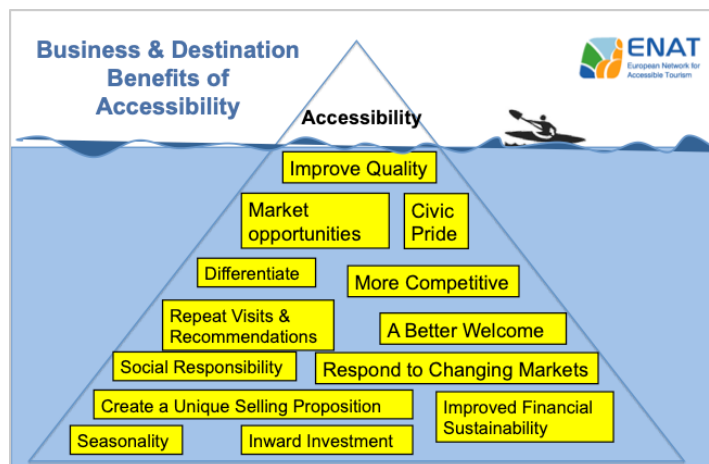 Business & Destination
Benefits of
Accessibility
ENAT
European Network for
Accessible Tourism
Accessibility
Improve Quality
Market
opportunities
Civic
Pride
Differentiate
More Competitive
Repeat Visits &
Recommendations
A Better Welcome
Social Responsibility
Respond to Changing Markets
Create a Unique Selling Proposition
Improved Financial
Sustainability
Seasonality
Inward Investment